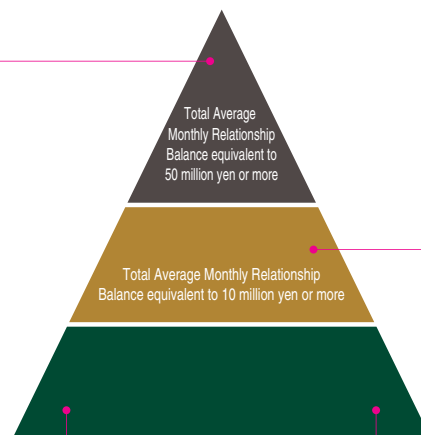 Total Average
Monthly Relationship
Balance equivalent to
50 million yen or more
Total Average Monthly Relationship
Balance equivalent to 10 million yen or more